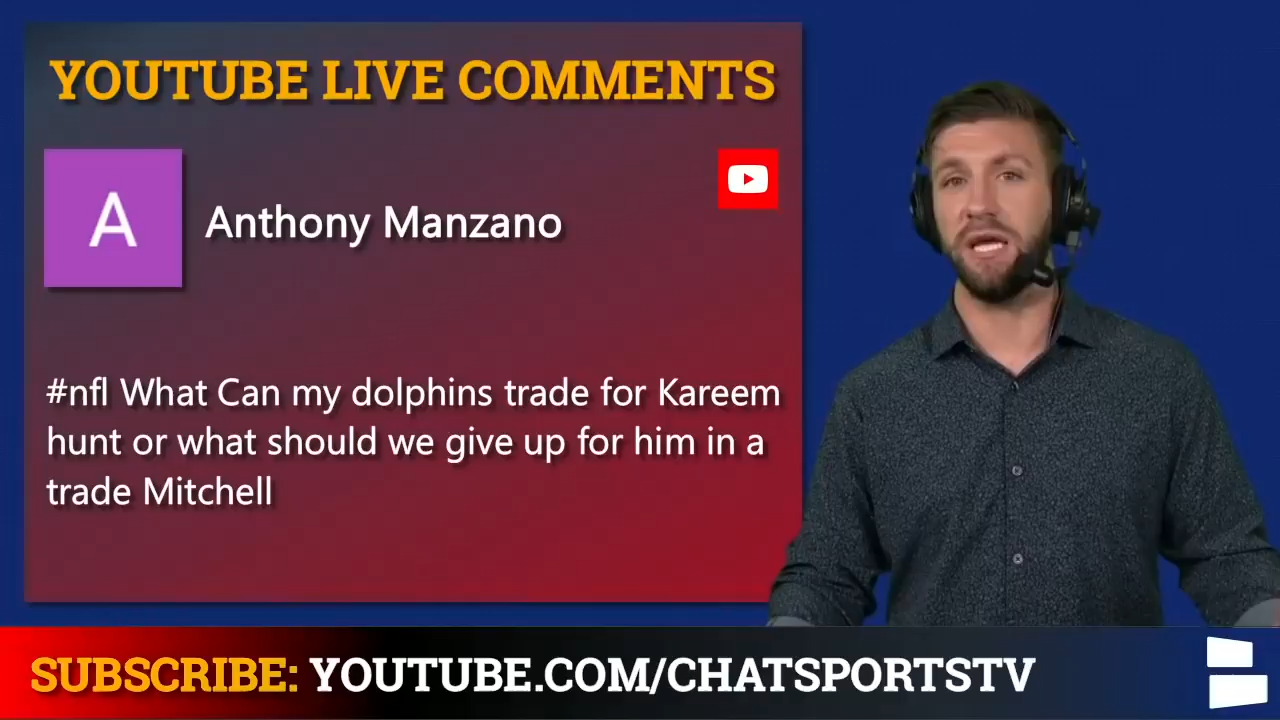 YOUTUBE LIVE COMMENTS
A
Anthony Manzano
#nfl What Can my dolphins trade for Kareem
hunt or what should we give up for him in a
trade Mitchell
SUBSCRIBE: YOUTUBE.COM/CHATSPORTSTV